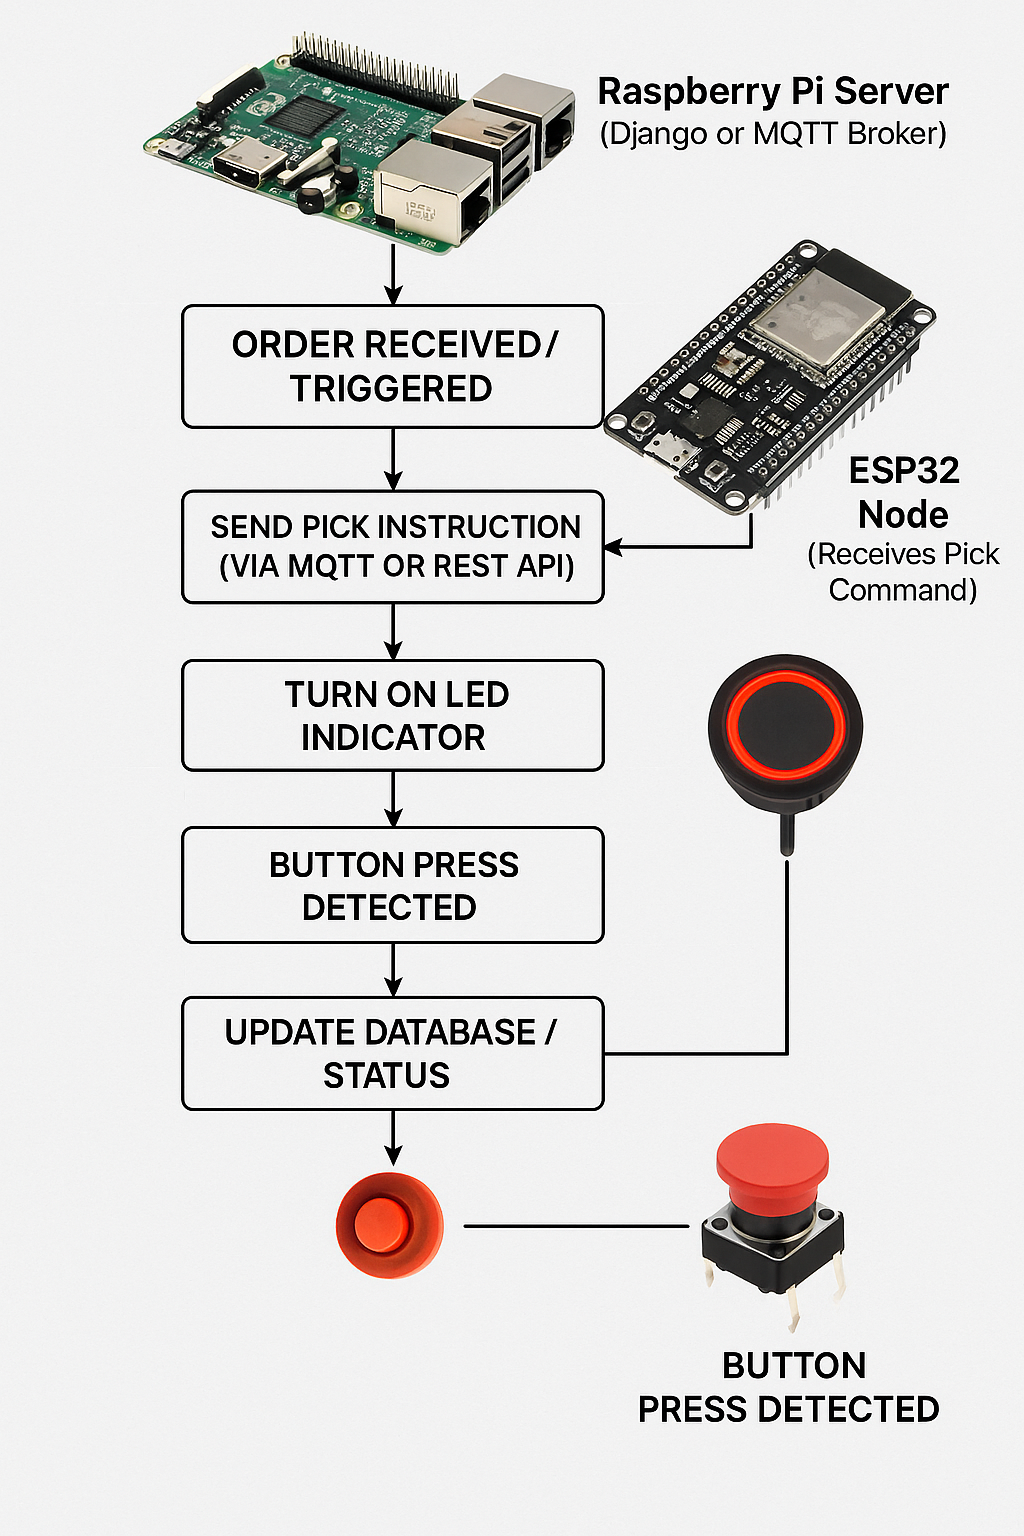 Raspberry Pi Server
(Django or MQTT Broker)
ORDER RECEIVED/
TRIGGERED
SEND PICK INSTRUCTION
(VIA MQTT OR REST API)
ESP32
Node
(Receives Pick
Command)
TURN ON LED
INDICATOR
BUTTON PRESS
DETECTED
UPDATE DATABASE /
STATUS
BUTTON
PRESS DETECTED